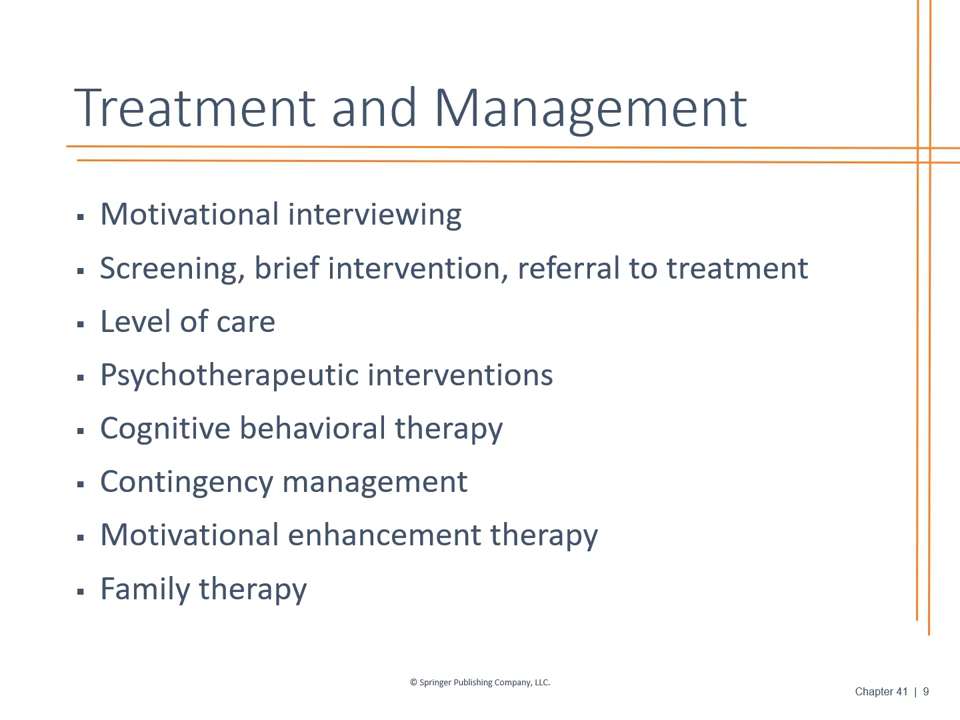 Treatment and Management
▪ Motivational interviewing
▪ Screening, brief intervention, referral to treatment
▪ Level of care
▪ Psychotherapeutic interventions
▪ Cognitive behavioral therapy
▪ Contingency management
▪ Motivational enhancement therapy
▪ Family therapy
© Springer Publishing Company, LLC.
Chapter 41 | 9